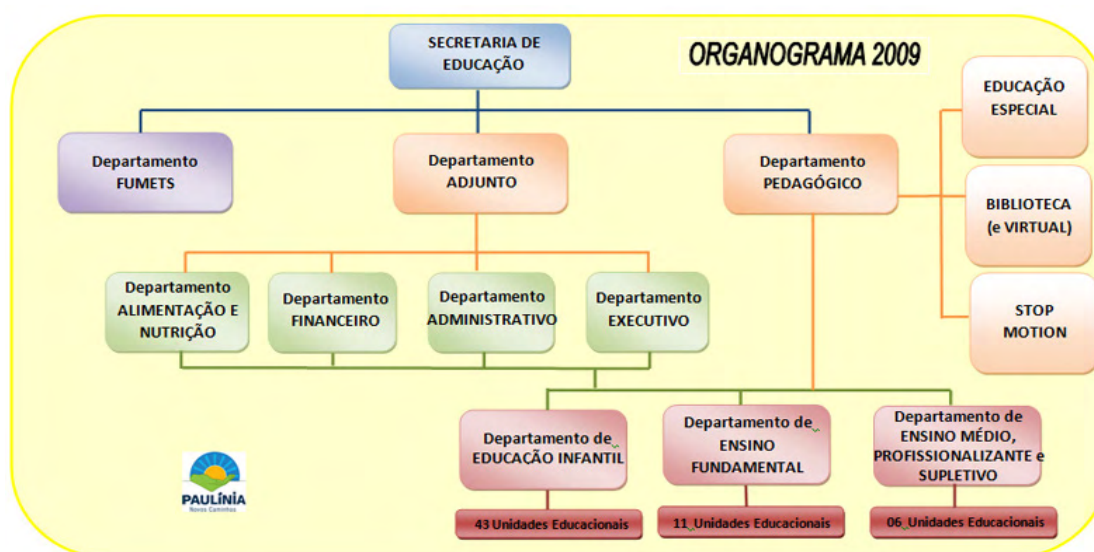 SECRETARIA DE
EDUCAÇÃO
ORGANOGRAMA 2009
EDUCAÇÃO
ESPECIAL
Departamento
FUMETS
Departamento
ADJUNTO
Departamento
PEDAGÓGICO
BIBLIOTECA
(e VIRTUAL)
STOP
MOTION
Departamento
ALIMENTAÇÃO E
NUTRIÇÃO
Departamento
FINANCEIRO
Departamento
ADMINISTRATIVO
Departamento
EXECUTIVO
Departamento de
EDUCAÇÃO INFANTIL
Departamento de
ENSINO
FUNDAMENTAL
Departamento de
ENSINO MÉDIO,
PROFISSIONALIZANTE e
SUPLETIVO
43 Unidades Educacionais
11 Unidades Educacionais
06 Unidades Educacionais
PAULÍNIA
Novos Caminhos